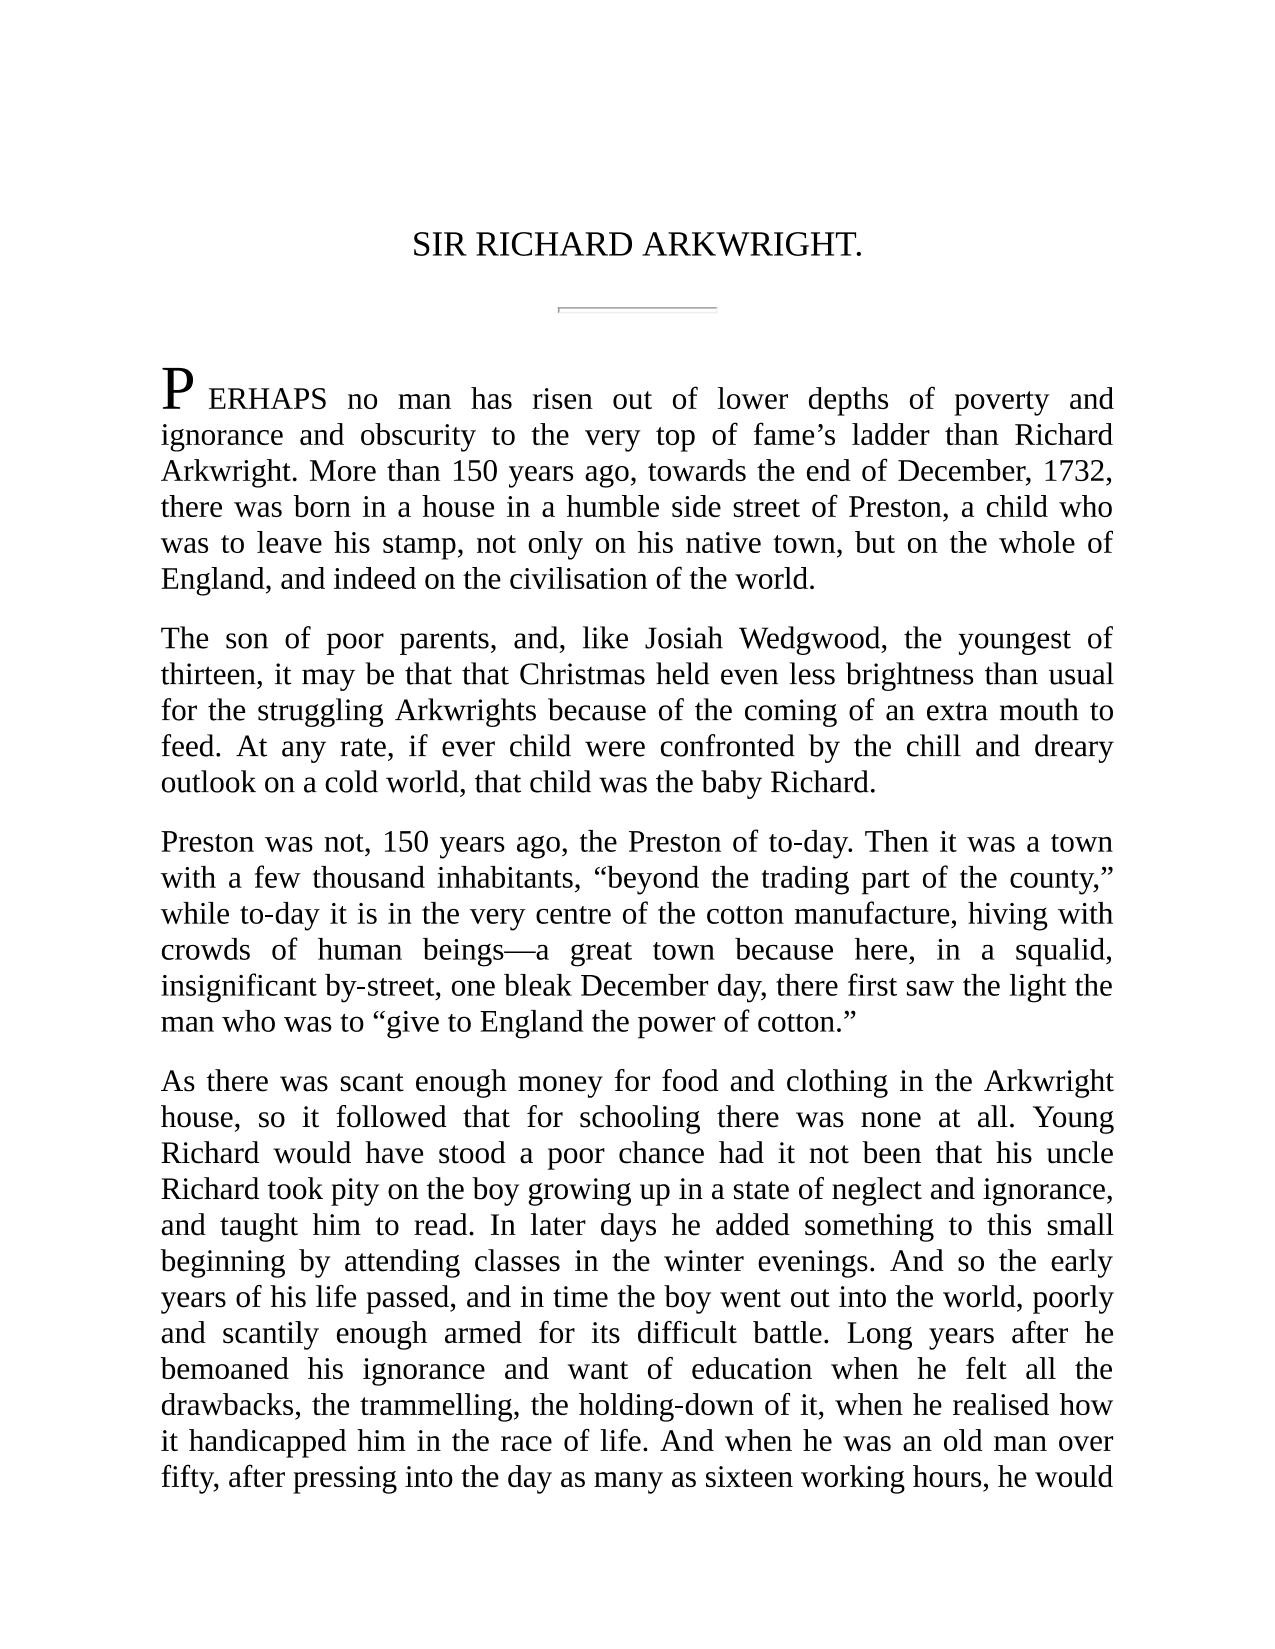 SIR RICHARD ARKWRIGHT.
PERHAPS no man has risen out of lower depths of poverty and
ignorance and obscurity to the very top of fame’s ladder than Richard
Arkwright. More than 150 years ago, towards the end of December, 1732,
there was born in a house in a humble side street of Preston, a child who
was to leave his stamp, not only on his native town, but on the whole of
England, and indeed on the civilisation of the world.
The son of poor parents, and, like Josiah Wedgwood, the youngest of
thirteen, it may be that that Christmas held even less brightness than usual
for the struggling Arkwrights because of the coming of an extra mouth to
feed. At any rate, if ever child were confronted by the chill and dreary
outlook on a cold world, that child was the baby Richard.
Preston was not, 150 years ago, the Preston of to-day. Then it was a town
with a few thousand inhabitants, “beyond the trading part of the county,”
while to-day it is in the very centre of the cotton manufacture, hiving with
crowds of human beings—a great town because here, in a squalid,
insignificant by-street, one bleak December day, there first saw the light the
man who was to “give to England the power of cotton.”
As there was scant enough money for food and clothing in the Arkwright
house, so it followed that for schooling there was none at all. Young
Richard would have stood a poor chance had it not been that his uncle
Richard took pity on the boy growing up in a state of neglect and ignorance,
and taught him to read. In later days he added something to this small
beginning by attending classes in the winter evenings. And so the early
years of his life passed, and in time the boy went out into the world, poorly
and scantily enough armed for its difficult battle. Long years after he
bemoaned his ignorance and want of education when he felt all the
drawbacks, the trammelling, the holding-down of it, when he realised how
it handicapped him in the race of life. And when he was an old man over
fifty, after pressing into the day as many as sixteen working hours, he would